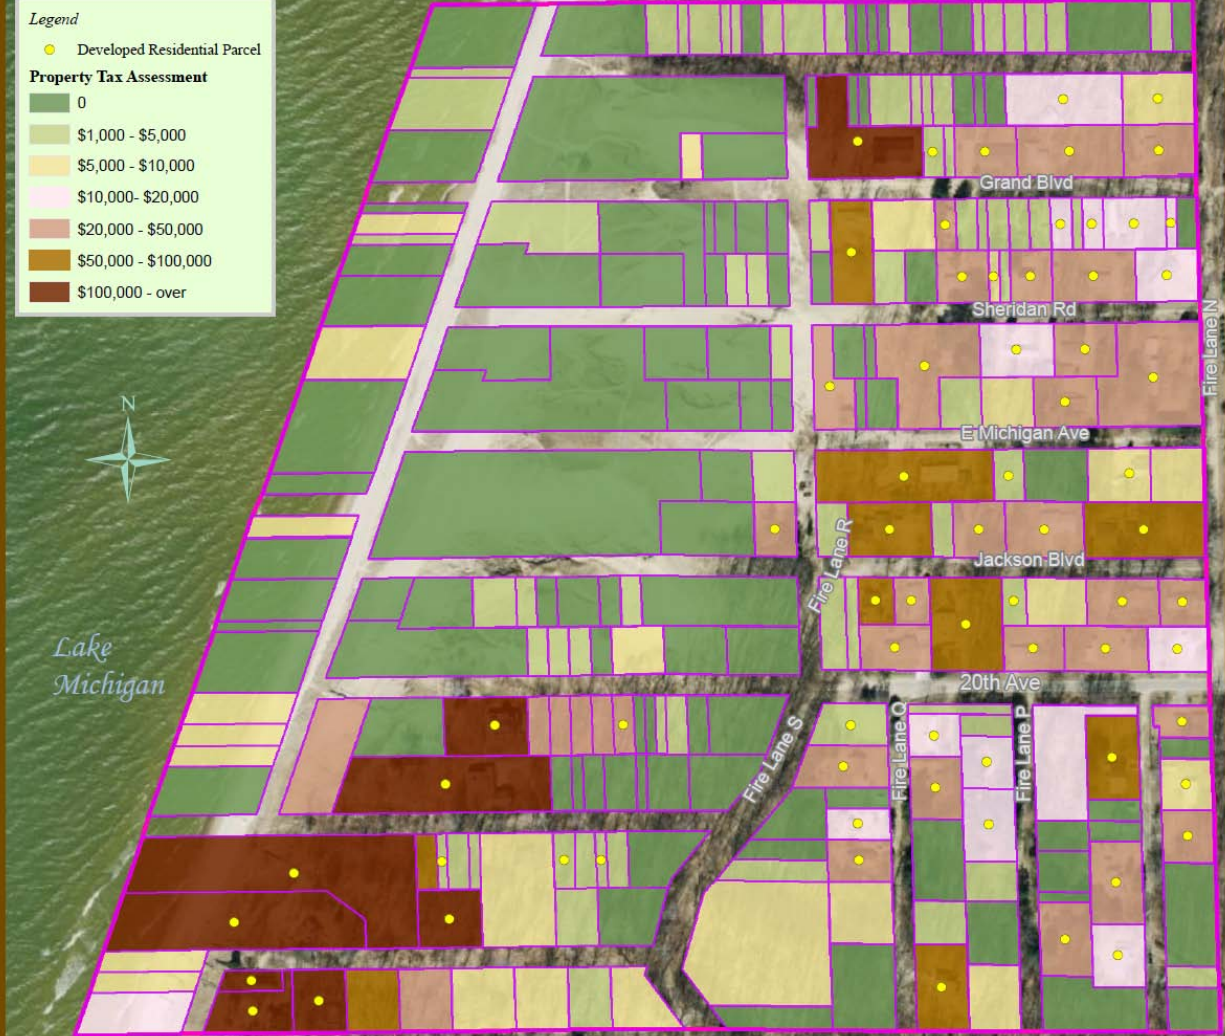 Legend
Developed Residential Parcel
Property Tax Assessment
0
$1,000 - $5,000
$5,000 - $10,000
$10,000- $20,000
$20,000 - $50,000
$50,000 - $100,000
$100,000 - over
Grand Blvd
Sheridan Rd
Fire Lane N
N
E Michigan Ave
Fire Lane R
Jackson Blvd
Lake
Michigan
20th Ave
Fire Lane S
Fire Lane Q
Fire Lane P